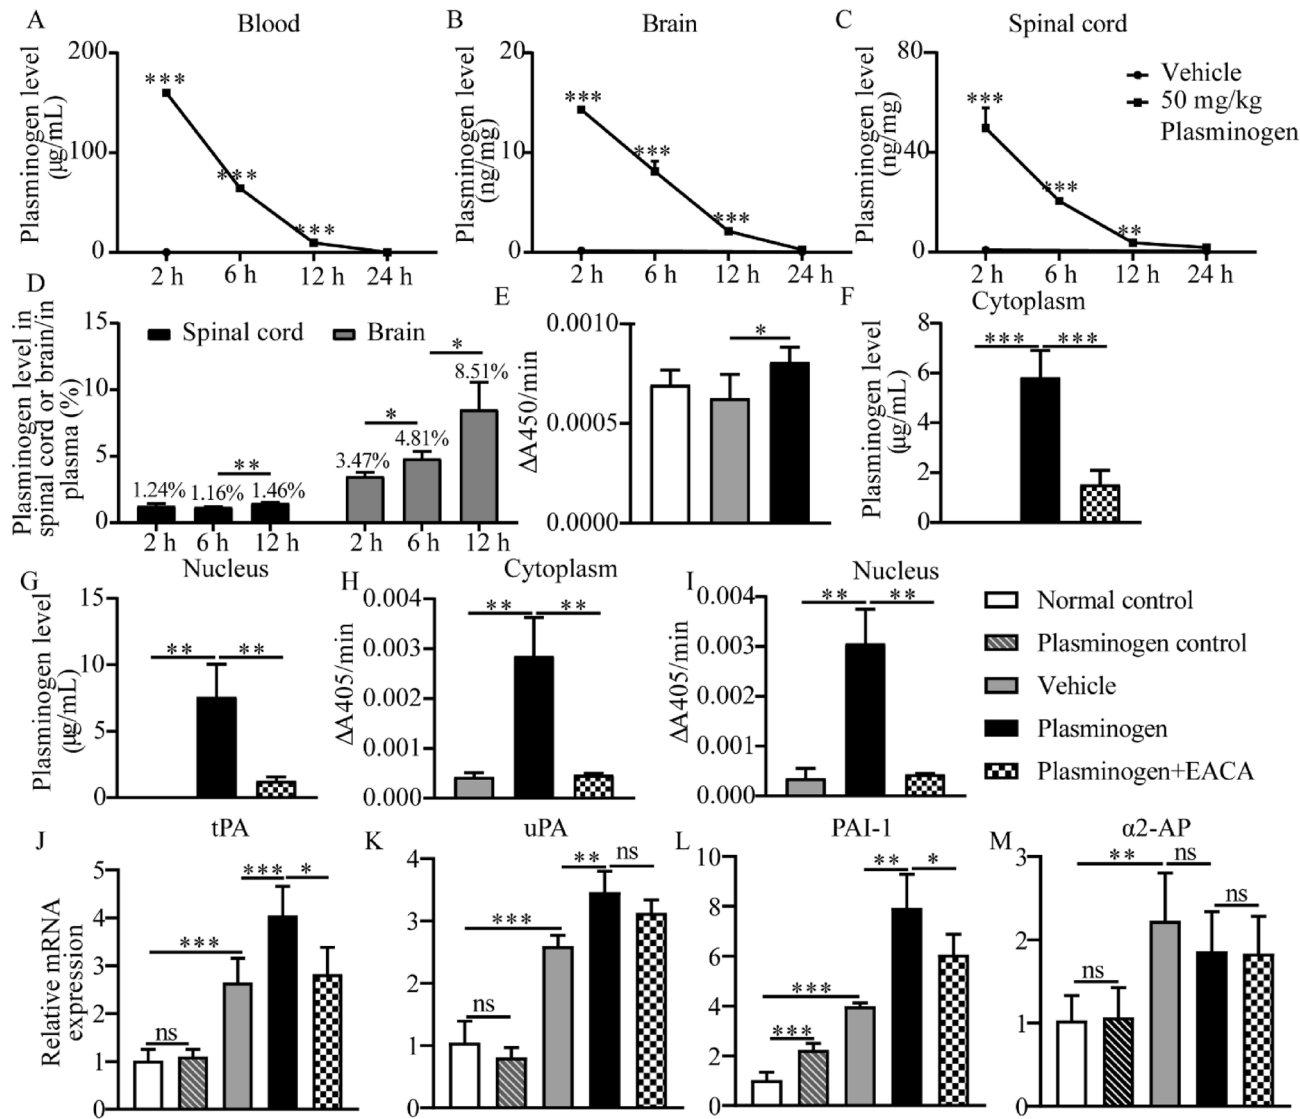 A
Blood
Plasminogen level
(μg/mL)
200
100
0
***
***
***
2 h
6 h
12 h
24 h
B
Brain
Plasminogen level
(ng/mg)
20
10
0
***
***
***
2 h
6 h
12 h
24 h
C
Spinal cord
Plasminogen level
(ng/mg)
80
40
0
***
***
**
2 h
6 h
12 h
24 h
Vehicle
50 mg/kg
Plasminogen
D
Plasminogen level in
spinal cord or brain/in
plasma (%)
15
10
5
0
Spinal cord
Brain
1.24%
1.16%
1.46%
**
3.47%
4.81%
8.51%
*
*
2 h
6 h
12 h
2 h
6 h
12 h
E
ΔA450/min
0.0010
0.0005
0.0000
*
F
Cytoplasm
Plasminogen level
(μg/mL)
8
6
4
2
0
***
***
G
Nucleus
Plasminogen level
(μg/mL)
15
10
5
0
**
**
H
Cytoplasm
ΔA405/min
0.004
0.003
0.002
0.001
0.000
**
**
I
Nucleus
ΔA405/min
0.004
0.003
0.002
0.001
0.000
**
**
Normal control
Plasminogen control
Vehicle
Plasminogen
Plasminogen+EACA
J
tPA
Relative mRNA
expression
5
4
3
2
1
0
ns
***
***
*
K
uPA
4
3
2
1
0
ns
***
**
ns
L
PAI-1
10
8
6
4
2
0
***
***
**
*
M
α2-AP
3
2
1
0
ns
**
ns
ns